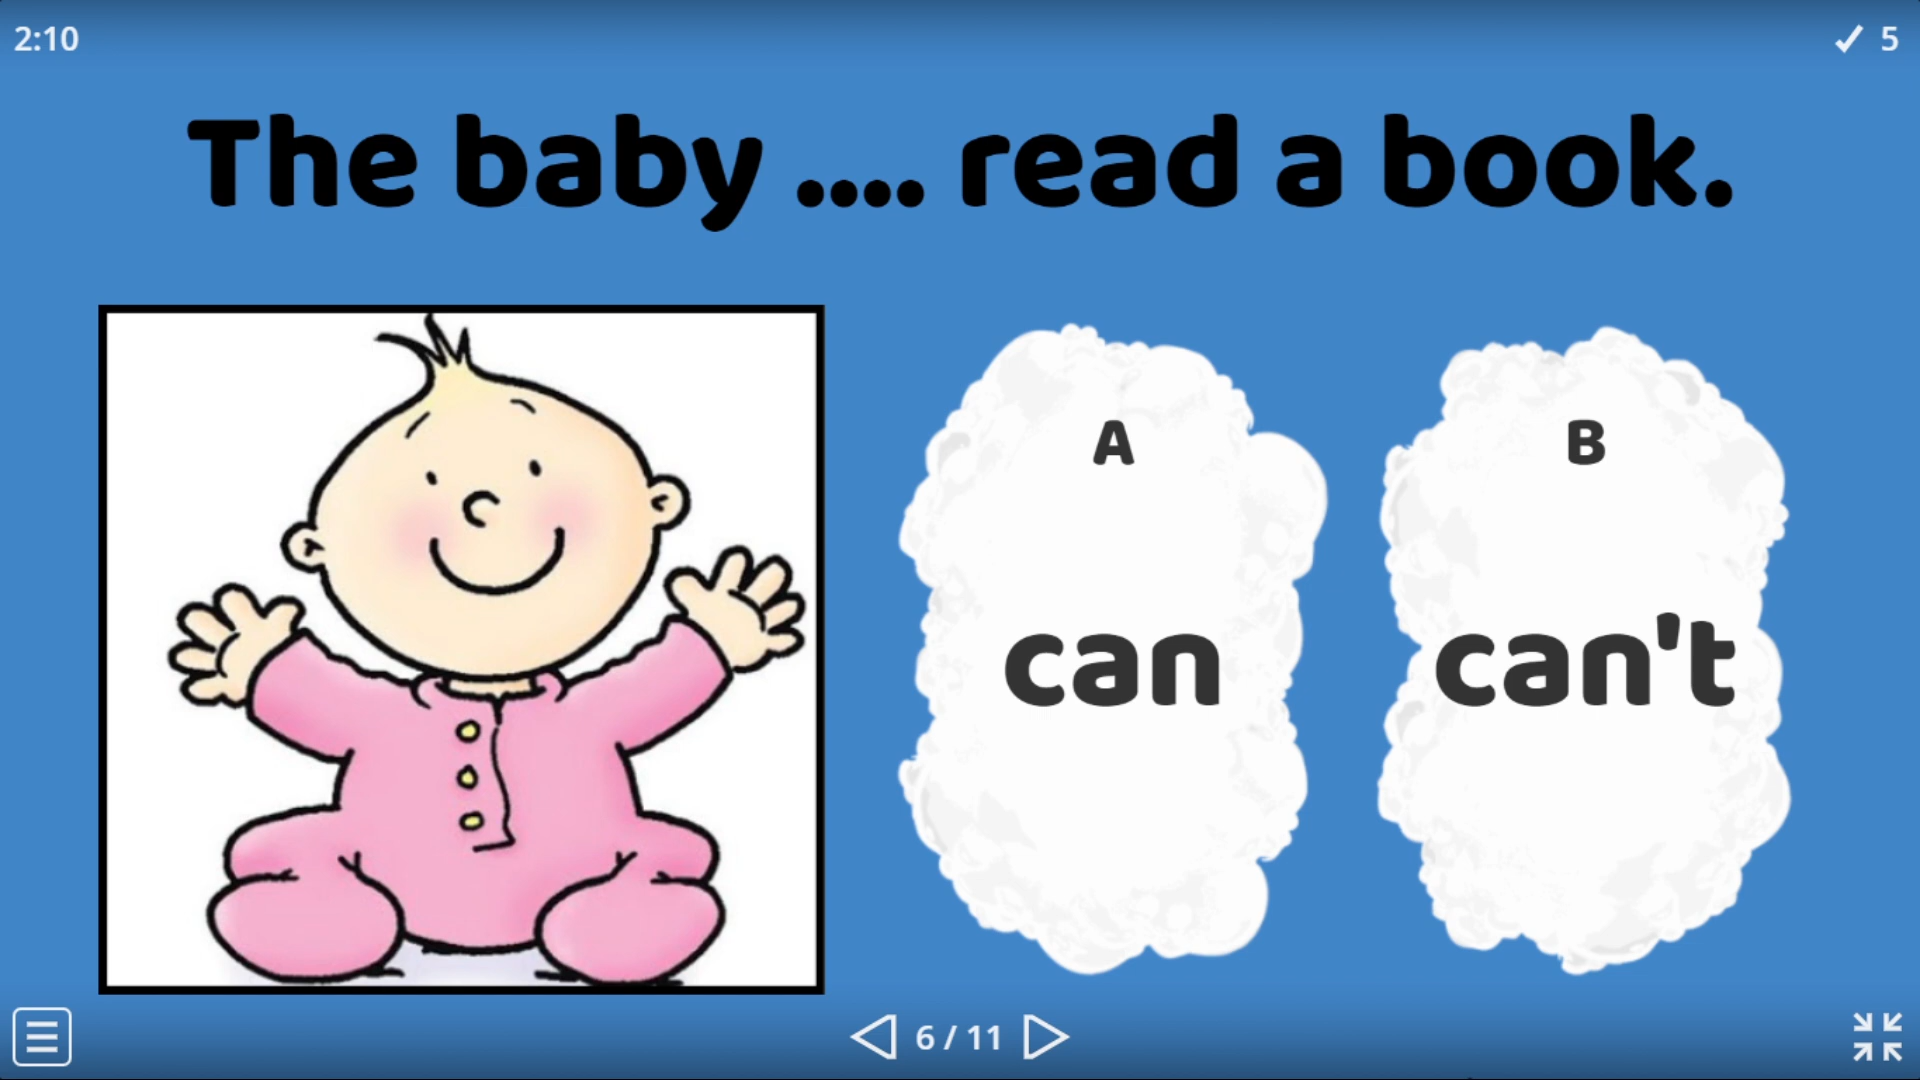 2:10
✓ 5
The baby .... read a book.
A
can
B
can't
6 / 11